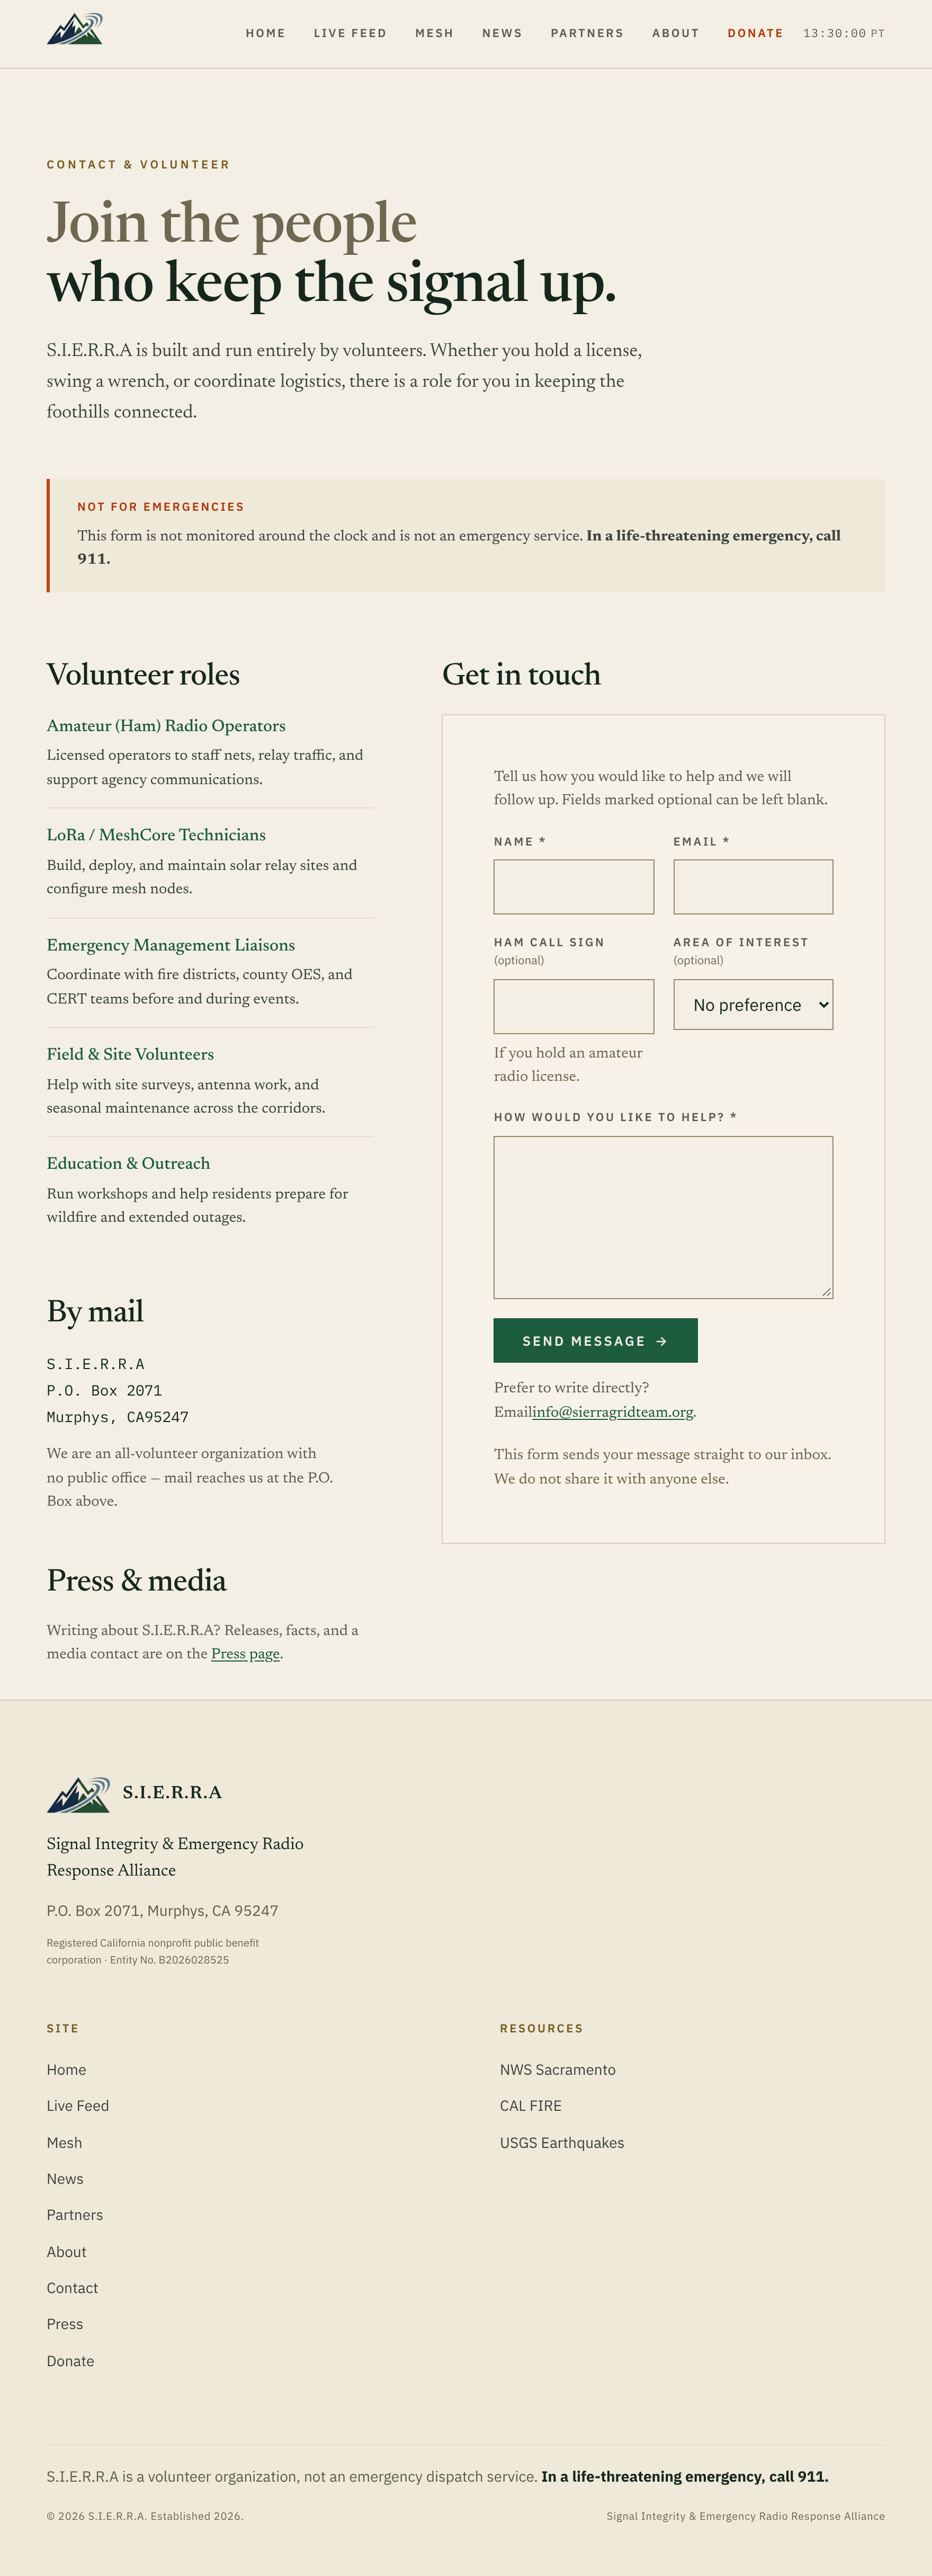 HOME LIVE FEED MESH NEWS PARTNERS ABOUT DONATE 13:30:00 PT
CONTACT & VOLUNTEER
Join the people
who keep the signal up.
S.I.E.R.R.A is built and run entirely by volunteers. Whether you hold a license,
swing a wrench, or coordinate logistics, there is a role for you in keeping the
foothills connected.
NOT FOR EMERGENCIES
This form is not monitored around the clock and is not an emergency service. In a life-threatening emergency, call
911.
Volunteer roles
Amateur (Ham) Radio Operators
Licensed operators to staff nets, relay traffic, and
support agency communications.
LoRa / MeshCore Technicians
Build, deploy, and maintain solar relay sites and
configure mesh nodes.
Emergency Management Liaisons
Coordinate with fire districts, county OES, and
CERT teams before and during events.
Field & Site Volunteers
Help with site surveys, antenna work, and
seasonal maintenance across the corridors.
Education & Outreach
Run workshops and help residents prepare for
wildfire and extended outages.
By mail
S.I.E.R.R.A
P.O. Box 2071
Murphys, CA95247
We are an all-volunteer organization with
no public office — mail reaches us at the P.O.
Box above.
Press & media
Writing about S.I.E.R.R.A? Releases, facts, and a
media contact are on the Press page.
Get in touch
Tell us how you would like to help and we will
follow up. Fields marked optional can be left blank.
NAME *
EMAIL *
HAM CALL SIGN
(optional)
AREA OF INTEREST
(optional)
No preference
If you hold an amateur
radio license.
HOW WOULD YOU LIKE TO HELP? *
SEND MESSAGE →
Prefer to write directly?
Emailinfo@sierragridteam.org.
This form sends your message straight to our inbox.
We do not share it with anyone else.
S.I.E.R.R.A
Signal Integrity & Emergency Radio
Response Alliance
P.O. Box 2071, Murphys, CA 95247
Registered California nonprofit public benefit
corporation · Entity No. B2026028525
SITE
Home
Live Feed
Mesh
News
Partners
About
Contact
Press
Donate
RESOURCES
NWS Sacramento
CAL FIRE
USGS Earthquakes
S.I.E.R.R.A is a volunteer organization, not an emergency dispatch service. In a life-threatening emergency, call 911.
© 2026 S.I.E.R.R.A. Established 2026.
Signal Integrity & Emergency Radio Response Alliance